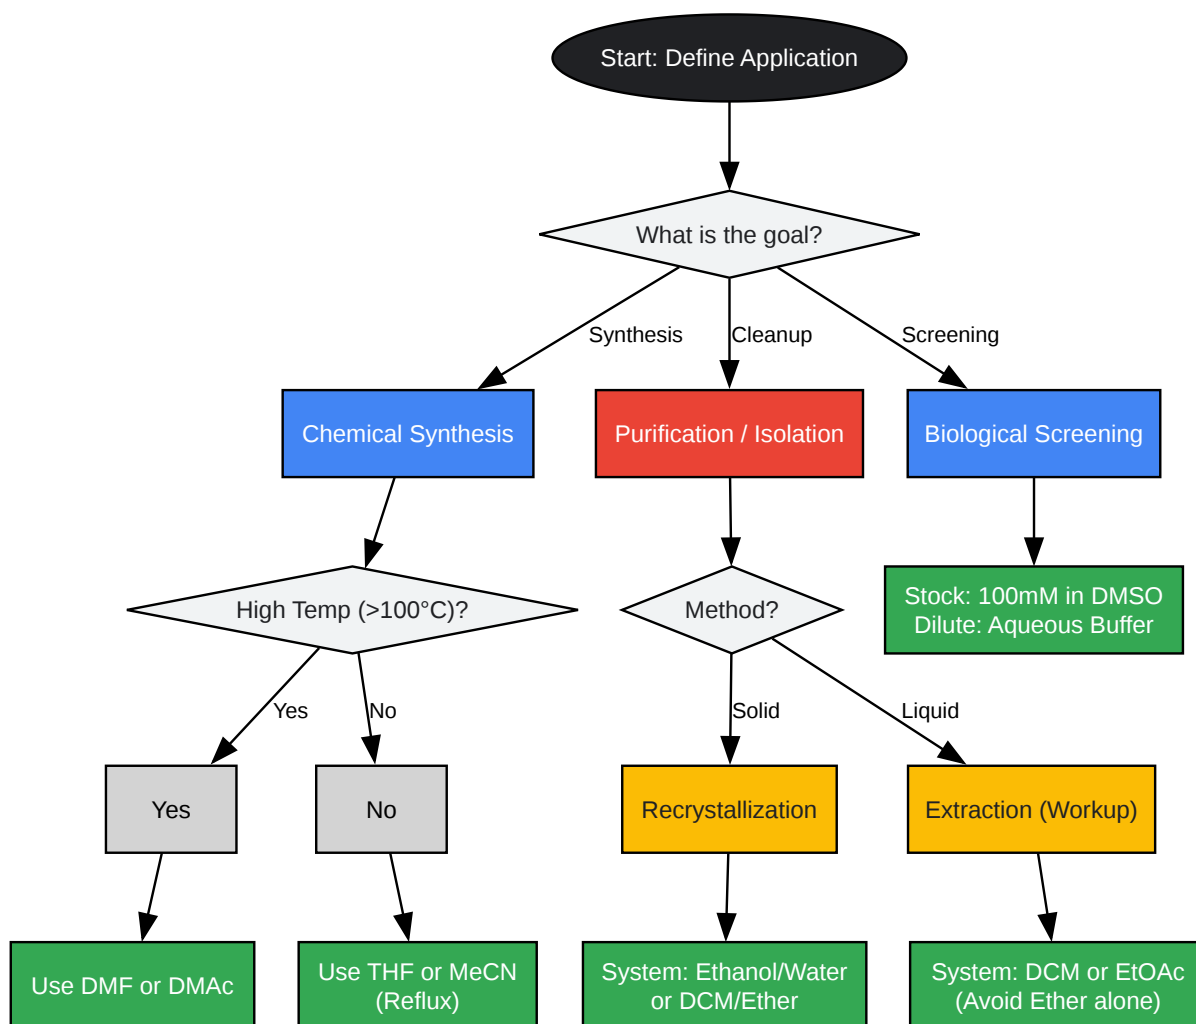 Start: Define Application
What is the goal?
Synthesis
Cleanup
Screening
Chemical Synthesis
Purification / Isolation
Biological Screening
High Temp (>100°C)?
Method?
Stock: 100mM in DMSO
Dilute: Aqueous Buffer
Yes
No
Solid
Liquid
Yes
No
Recrystallization
Extraction (Workup)
Use DMF or DMAc
Use THF or MeCN
(Reflux)
System: Ethanol/Water
or DCM/Ether
System: DCM or EtOAc
(Avoid Ether alone)